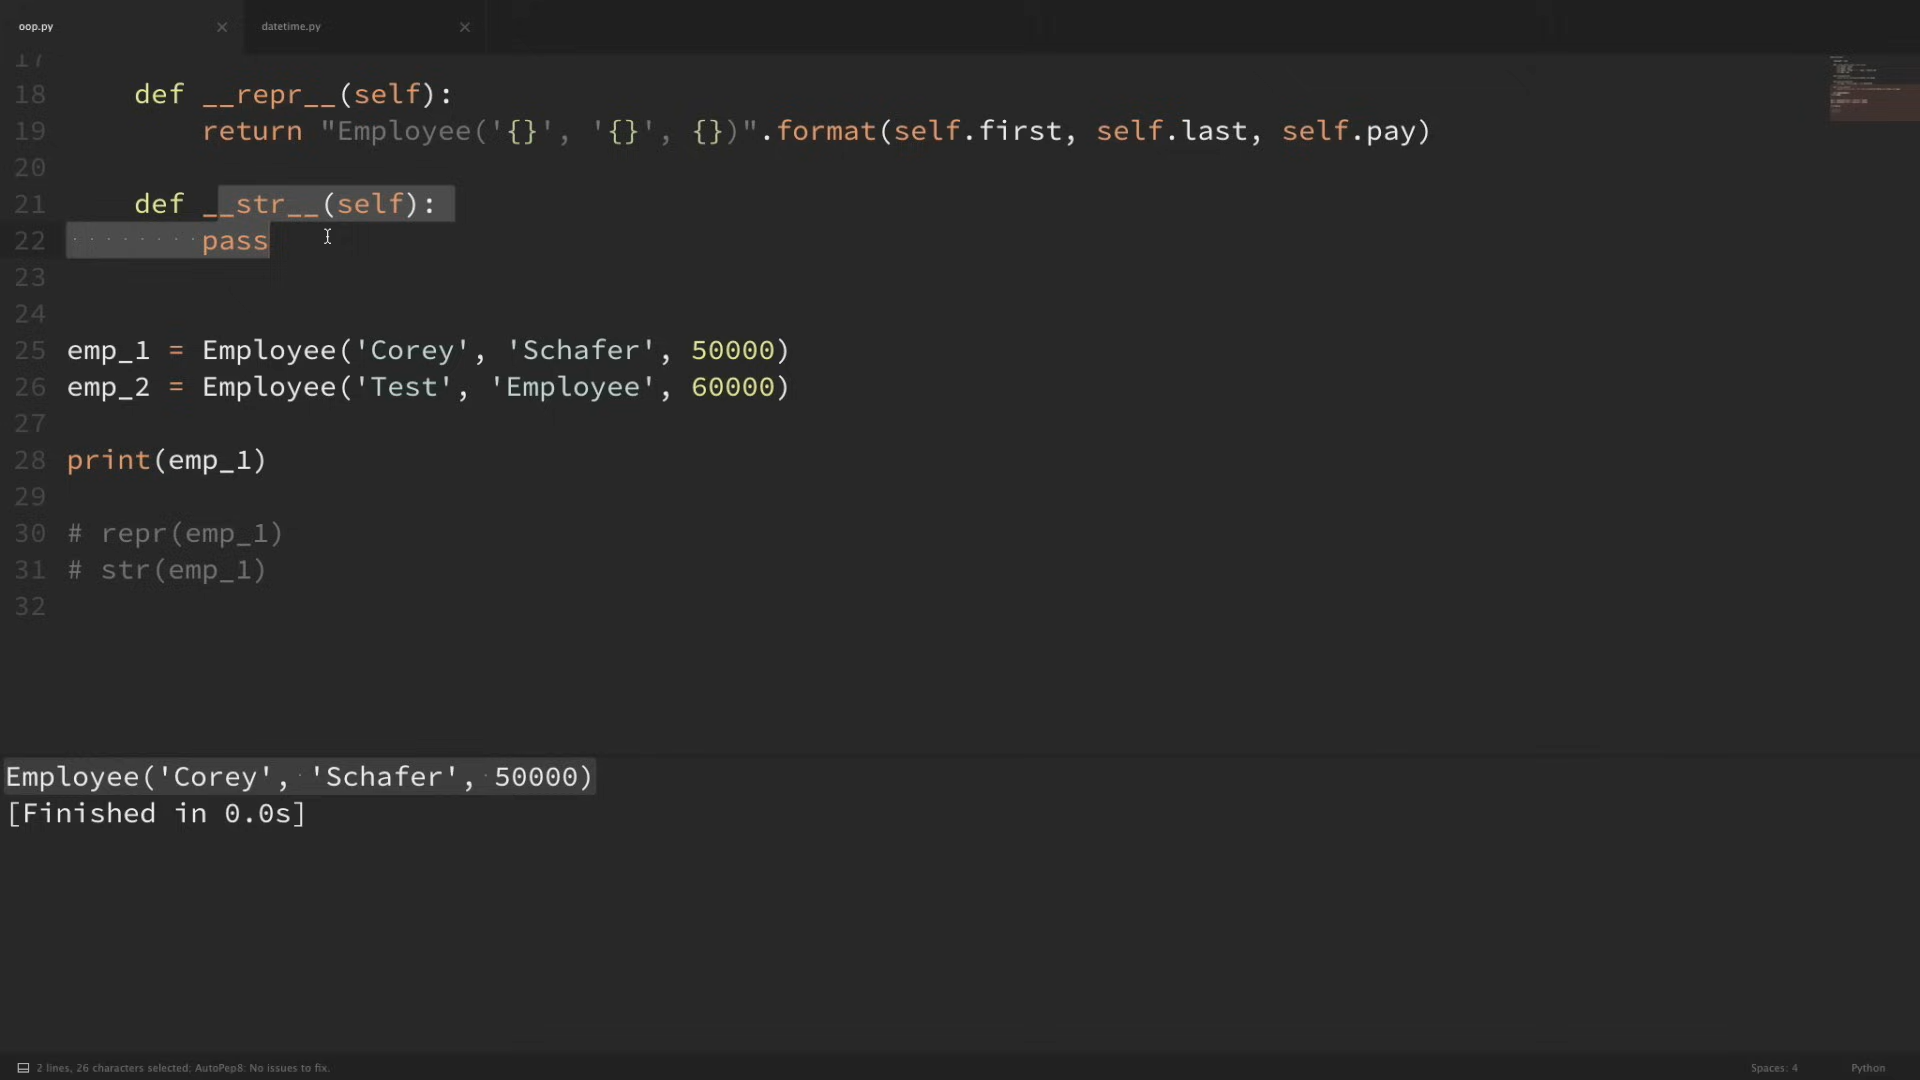 oop.py
datetime.py
17
18 def __repr__(self):
19 return "Employee('{}', '{}', {})".format(self.first, self.last, self.pay)
20
21 def __str__(self):
22 pass
23
24
25 emp_1 = Employee('Corey', 'Schafer', 50000)
26 emp_2 = Employee('Test', 'Employee', 60000)
27
28 print(emp_1)
29
30 # repr(emp_1)
31 # str(emp_1)
32
Employee('Corey', 'Schafer', 50000)
[Finished in 0.0s]
2 lines, 26 characters selected; AutoPep8: No issues to fix.
Spaces: 4
Python